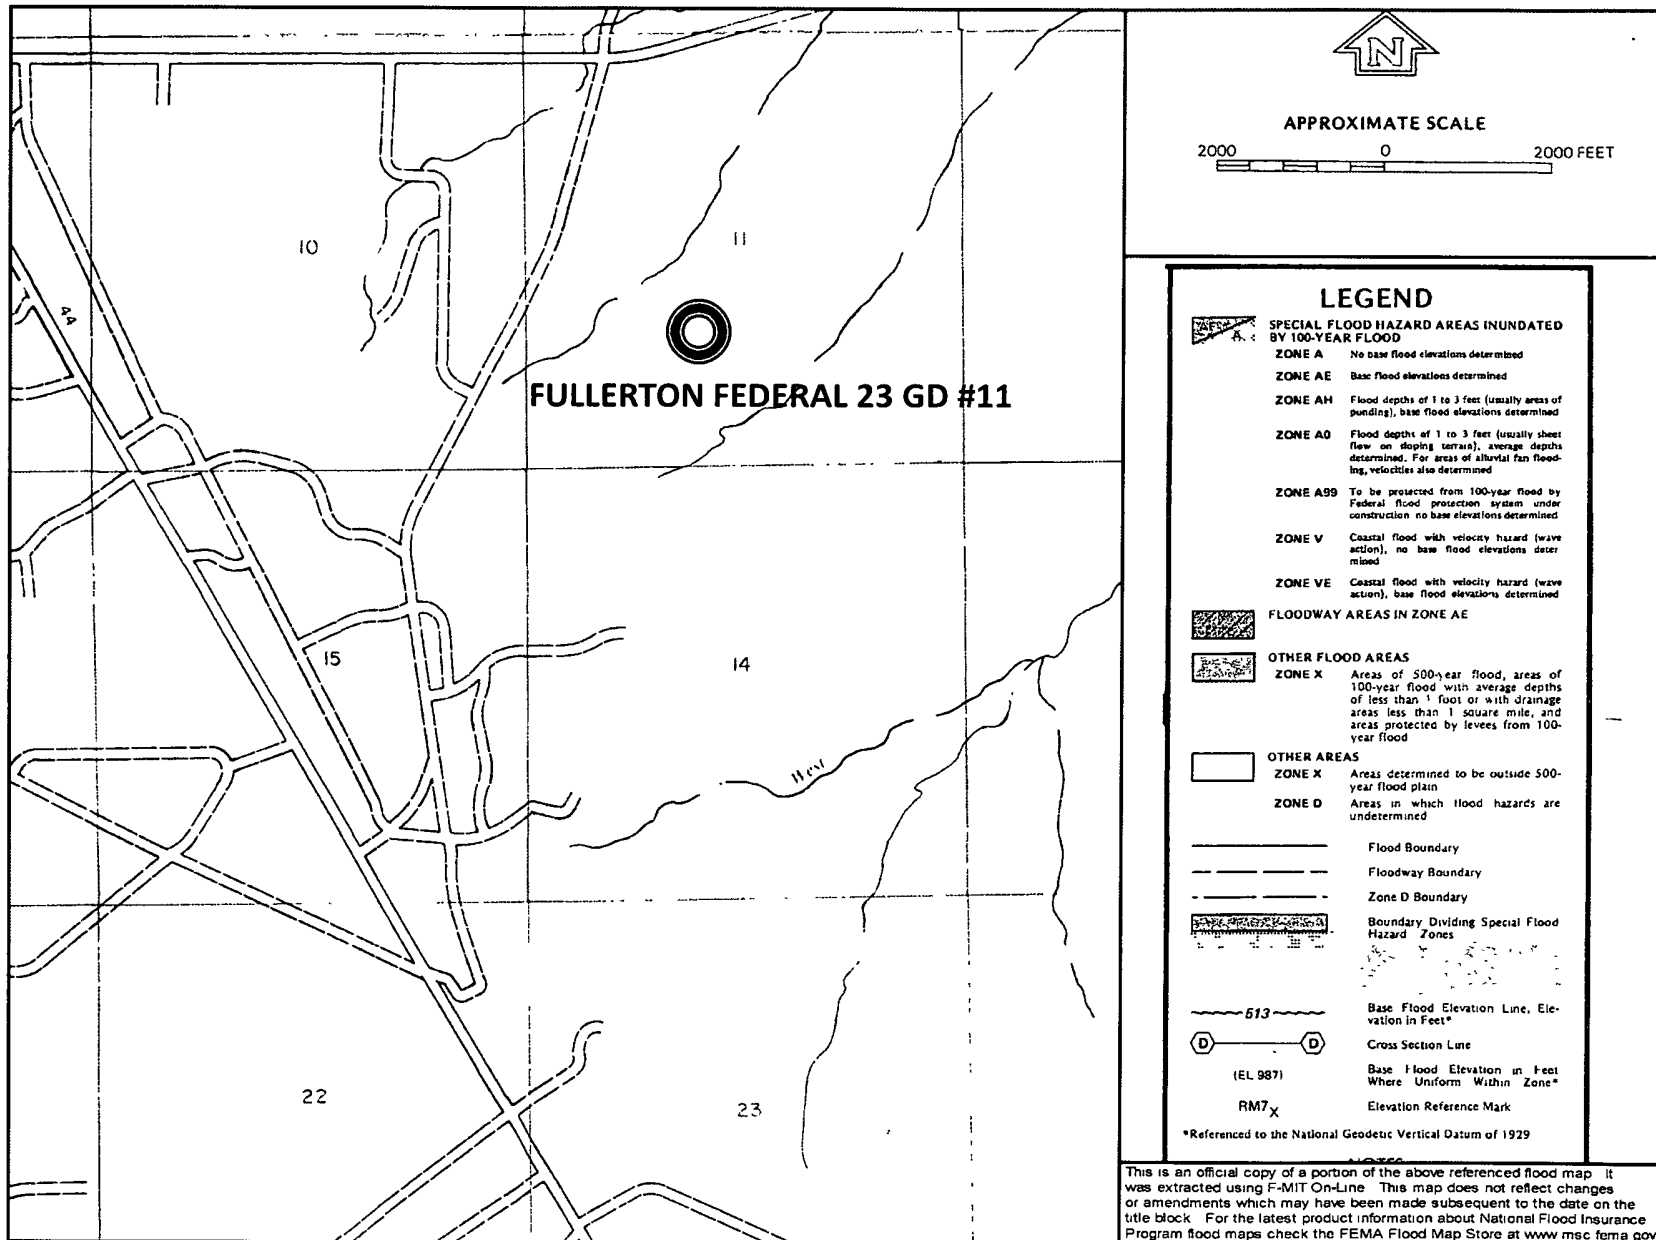 N
APPROXIMATE SCALE
2000 0 2000 FEET
10
11
44
FULLERTON FEDERAL 23 GD #11
15
14
West
22
23
LEGEND
SPECIAL FLOOD HAZARD AREAS INUNDATED
BY 100-YEAR FLOOD
ZONE A No base flood elevations determined
ZONE AE Base flood elevations determined
ZONE AH Flood depths of 1 to 3 feet (usually areas of
ponding), base flood elevations determined
ZONE AO Flood depths of 1 to 3 feet (usually sheet
flow on sloping terrain), average depths
determined. For areas of alluvial fan flood-
ing, velocities also determined
ZONE A99 To be protected from 100-year flood by
Federal flood protection system under
construction no base elevations determined
ZONE V Coastal flood with velocity hazard (wave
action), no base flood elevations deter
mined
ZONE VE Coastal flood with velocity hazard (wave
action), base flood elevations determined
FLOODWAY AREAS IN ZONE AE
OTHER FLOOD AREAS
ZONE X Areas of 500-year flood, areas of
100-year flood with average depths
of less than 1 foot or with drainage
areas less than 1 square mile, and
areas protected by levees from 100-
year flood
OTHER AREAS
ZONE X Areas determined to be outside 500-
year flood plain
ZONE D Areas in which flood hazards are
undetermined
Flood Boundary
Floodway Boundary
Zone D Boundary
Boundary Dividing Special Flood
Hazard Zones
513 Base Flood Elevation Line, Ele-
vation in Feet*
D D Cross Section Line
(EL 987) Base Flood Elevation in Feet
Where Uniform Within Zone*
RM7X Elevation Reference Mark
*Referenced to the National Geodetic Vertical Datum of 1929
This is an official copy of a portion of the above referenced flood map It
was extracted using F-MIT On-Line This map does not reflect changes
or amendments which may have been made subsequent to the date on the
title block For the latest product information about National Flood Insurance
Program flood maps check the FEMA Flood Map Store at www msc fema gov